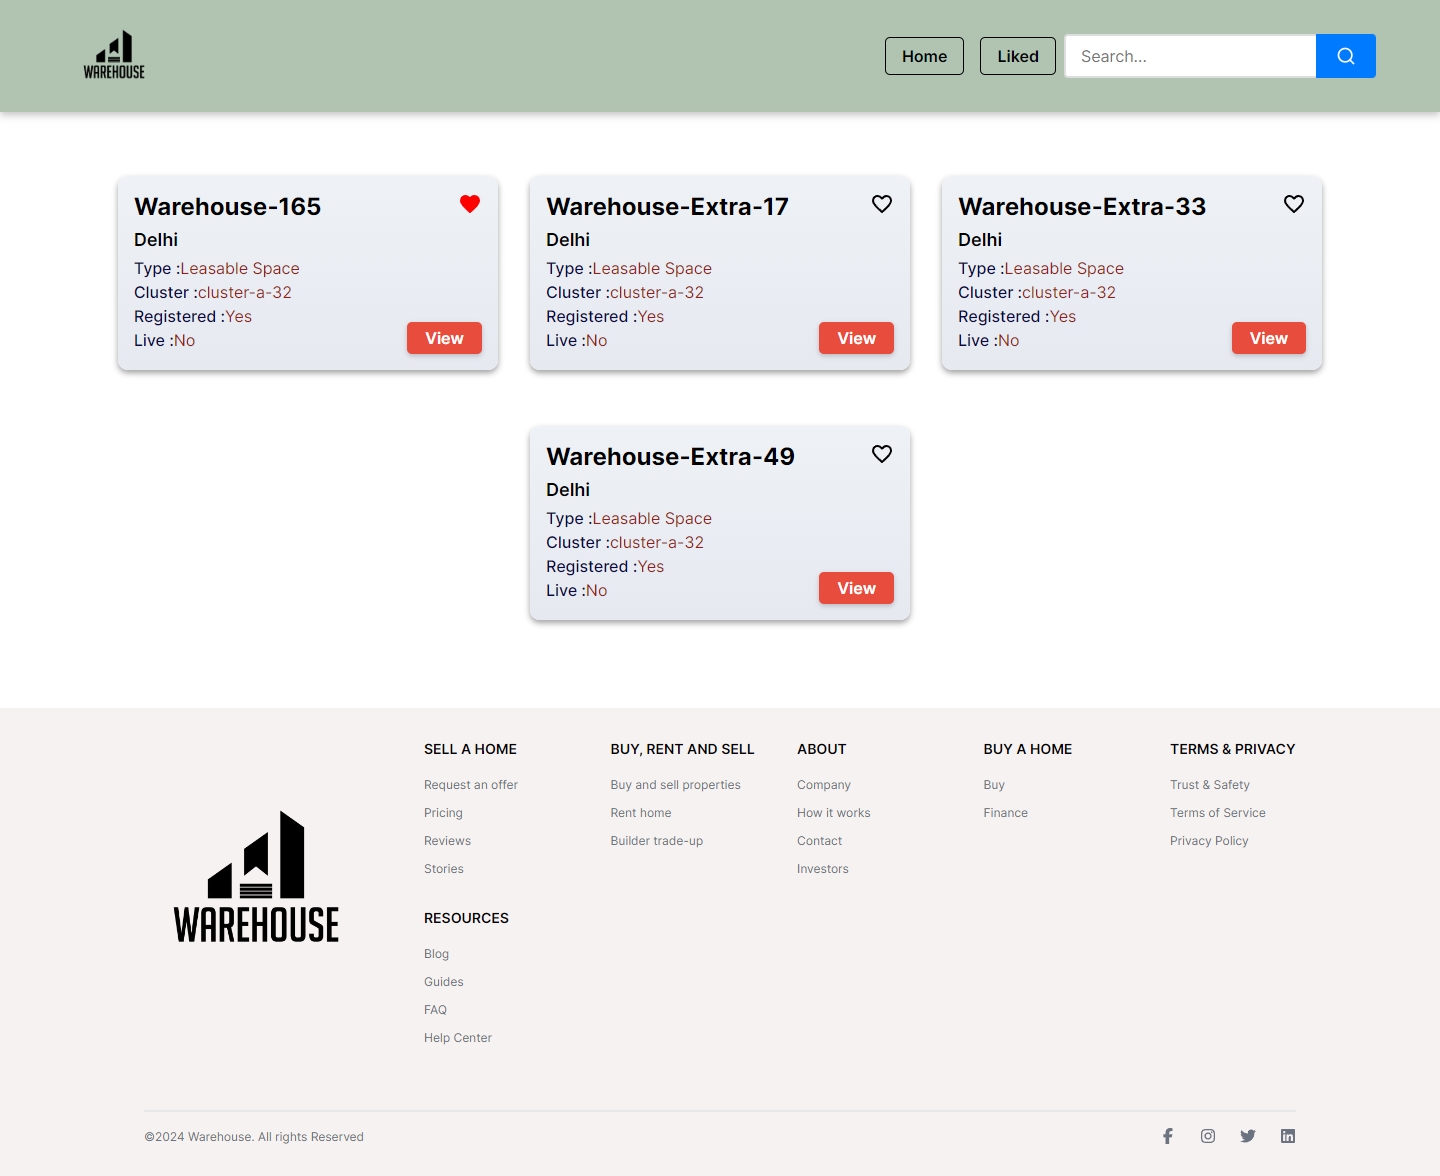 WAREHOUSE
Home
Liked
Search...
Warehouse-165
Delhi
Type :Leasable Space
Cluster :cluster-a-32
Registered :Yes
Live :No
View
Warehouse-Extra-17
Delhi
Type :Leasable Space
Cluster :cluster-a-32
Registered :Yes
Live :No
View
Warehouse-Extra-33
Delhi
Type :Leasable Space
Cluster :cluster-a-32
Registered :Yes
Live :No
View
Warehouse-Extra-49
Delhi
Type :Leasable Space
Cluster :cluster-a-32
Registered :Yes
Live :No
View
WAREHOUSE
SELL A HOME
Request an offer
Pricing
Reviews
Stories
BUY, RENT AND SELL
Buy and sell properties
Rent home
Builder trade-up
ABOUT
Company
How it works
Contact
Investors
BUY A HOME
Buy
Finance
TERMS & PRIVACY
Trust & Safety
Terms of Service
Privacy Policy
RESOURCES
Blog
Guides
FAQ
Help Center
©2024 Warehouse. All rights Reserved